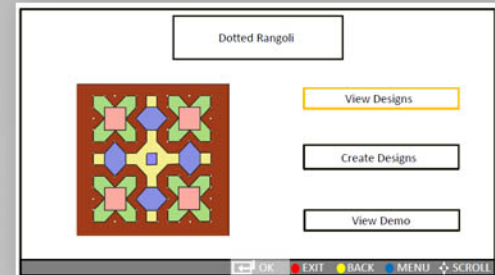 Dotted Rangoli
View Designs
Create Designs
View Demo
OK EXIT BACK MENU SCROLL